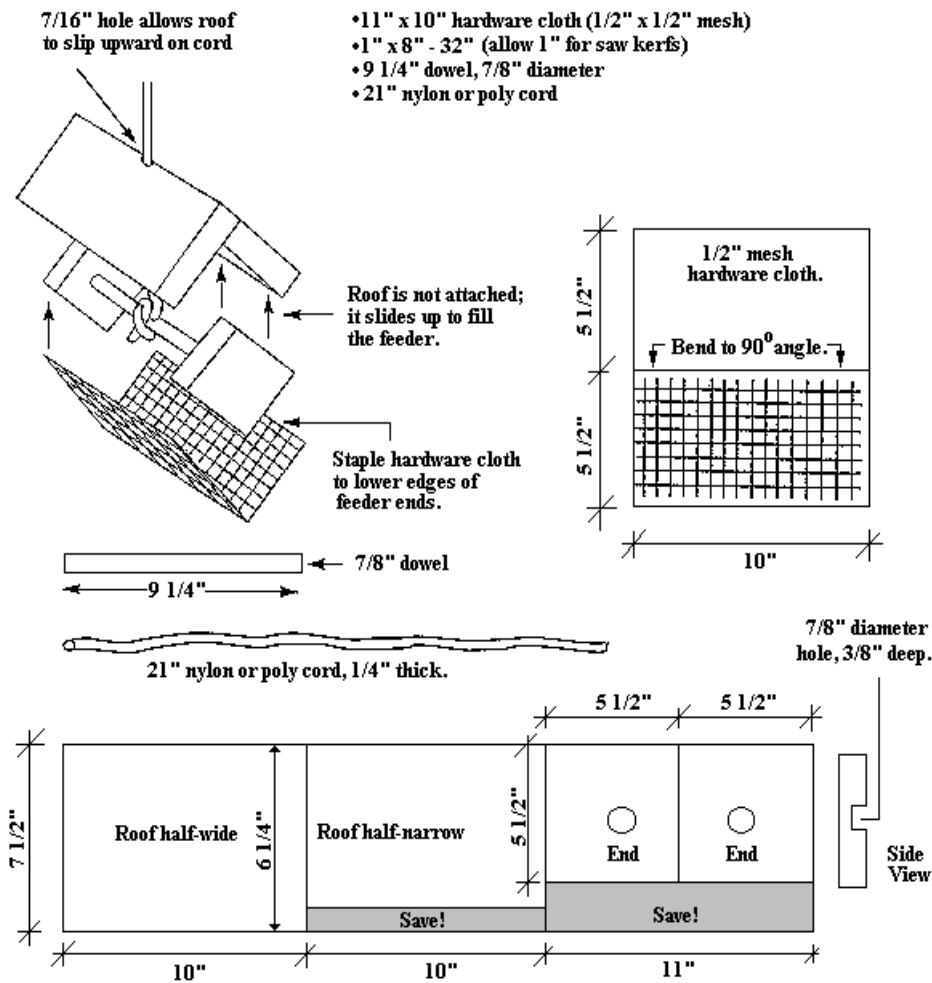 7/16" hole allows roof
to slip upward on cord
•11" x 10" hardware cloth (1/2" x 1/2" mesh)
•1" x 8" - 32" (allow 1" for saw kerfs)
•9 1/4" dowel, 7/8" diameter
•21" nylon or poly cord
Roof is not attached;
it slides up to fill
the feeder.
Staple hardware cloth
to lower edges of
feeder ends.
1/2" mesh
hardware cloth.
5 1/2"
Bend to 90° angle.
5 1/2"
10"
7/8" dowel
9 1/4"
21" nylon or poly cord, 1/4" thick.
7/8" diameter
hole, 3/8" deep.
5 1/2"
5 1/2"
7 1/2"
Roof half-wide
6 1/4"
Roof half-narrow
5 1/2"
End
End
Side
View
Save!
Save!
10"
10"
11"